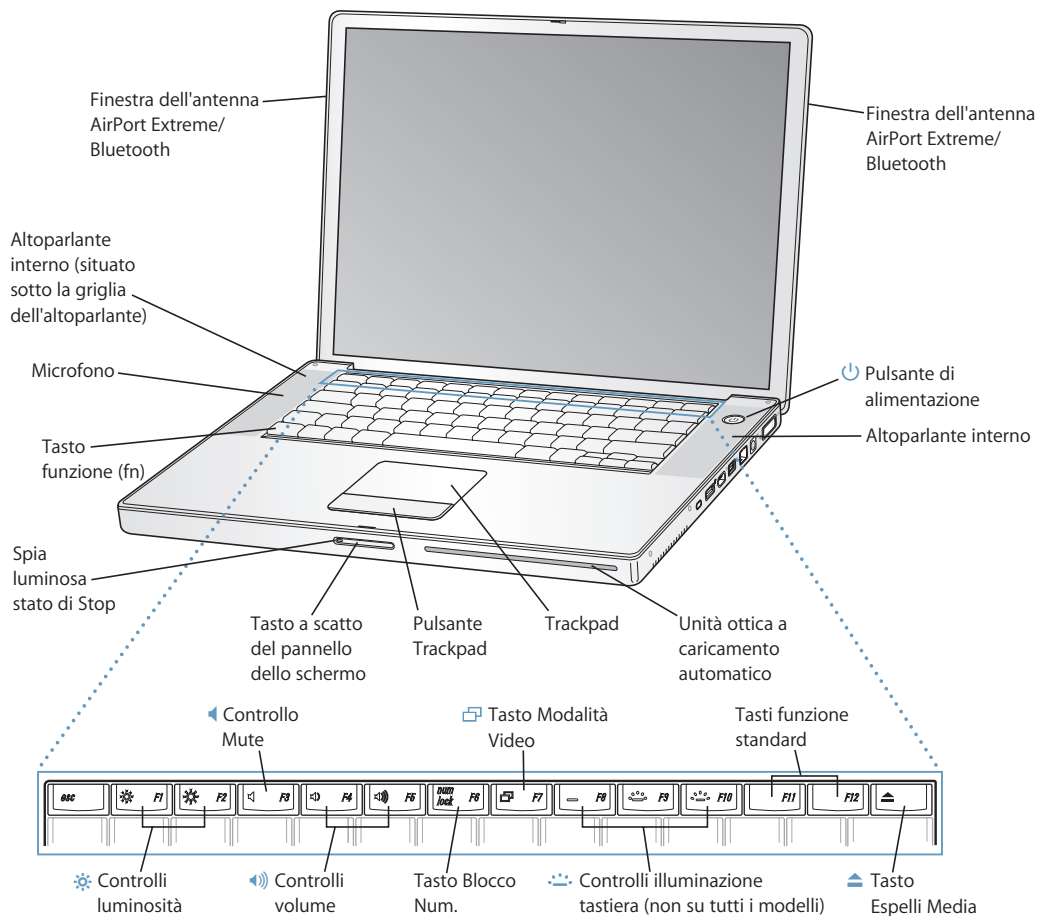 Finestra dell'antenna
AirPort Extreme/
Bluetooth
Finestra dell'antenna
AirPort Extreme/
Bluetooth
Altoparlante
interno (situato
sotto la griglia
dell'altoparlante)
Microfono
Tasto
funzione (fn)
Pulsante di
alimentazione
Altoparlante interno
Spia
luminosa
stato di Stop
Tasto a scatto
del pannello
dello schermo
Pulsante
Trackpad
Trackpad
Unità ottica a
caricamento
automatico
Controllo
Mute
Tasto Modalità
Video
Tasti funzione
standard
esc F1 F2 F3 F4 F5 num lock F6 F7 F8 F9 F10 F11 F12
Controlli
luminosità
Controlli
volume
Tasto Blocco
Num.
Controlli illuminazione
tastiera (non su tutti i modelli)
Tasto
Espelli Media